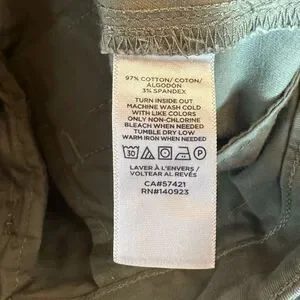 97% COTTON/ COTON/
ALGODÓN
3% SPANDEX
TURN INSIDE OUT
MACHINE WASH COLD
WITH LIKE COLORS
ONLY NON-CHLORINE
BLEACH WHEN NEEDED
TUMBLE DRY LOW
WARM IRON WHEN NEEDED
30 P
LAVER À L'ENVERS /
VOLTEAR AL REVÉS
CA#57421
RN#140923